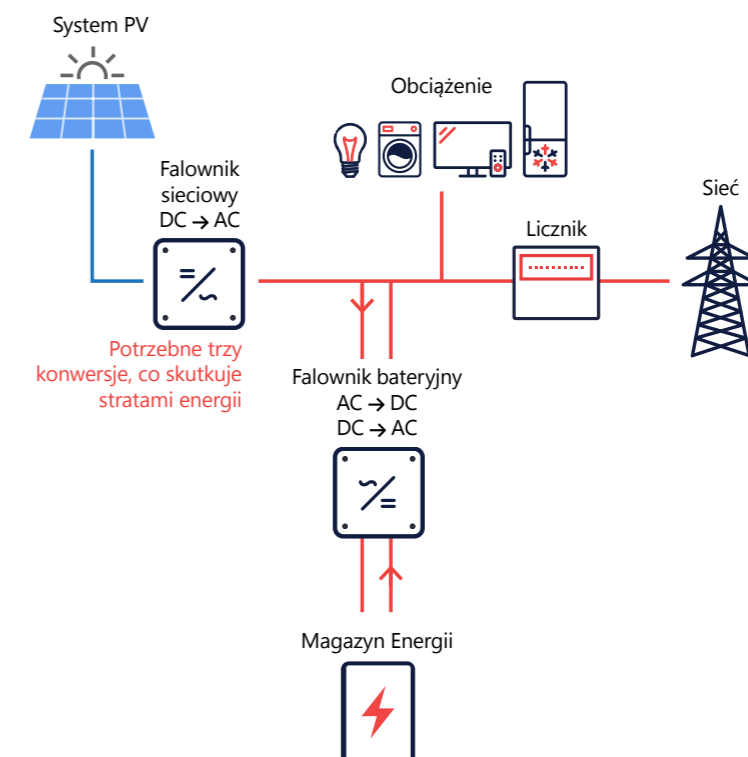 System PV
Obciążenie
Falownik
sieciowy
DC → AC
Licznik
Sieć
Potrzebne trzy
konwersje, co skutkuje
stratami energii
Falownik bateryjny
AC → DC
DC → AC
Magazyn Energii